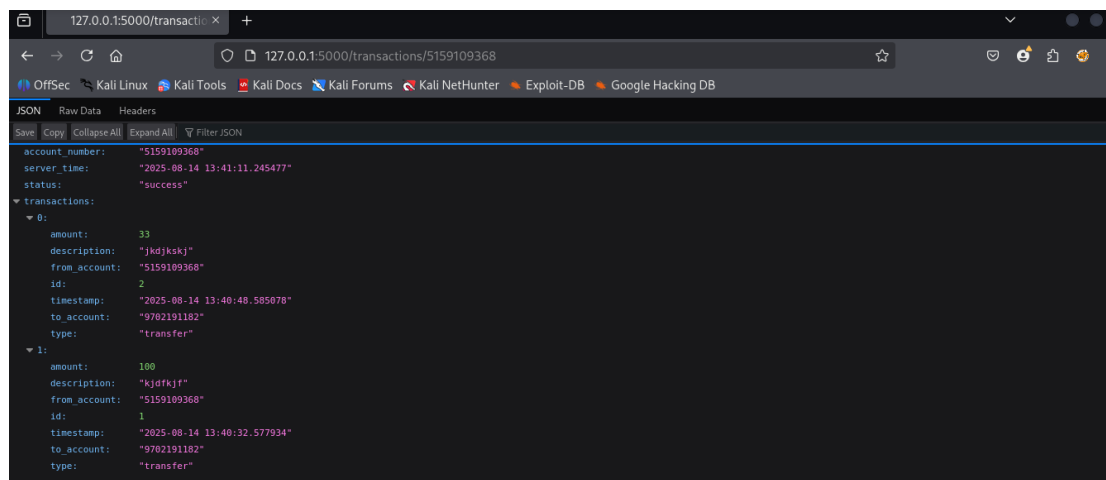 127.0.0.1:5000/transactio × +
127.0.0.1:5000/transactions/5159109368
OffSec Kali Linux Kali Tools Kali Docs Kali Forums Kali NetHunter Exploit-DB Google Hacking DB
JSON Raw Data Headers
Save Copy Collapse All Expand All Filter JSON
account_number: "5159109368"
server_time: "2025-08-14 13:41:11.245477"
status: "success"
transactions:
0:
amount: 33
description: "jkdjkskj"
from_account: "5159109368"
id: 2
timestamp: "2025-08-14 13:40:48.585078"
to_account: "9702191182"
type: "transfer"
1:
amount: 100
description: "kjdfkjf"
from_account: "5159109368"
id: 1
timestamp: "2025-08-14 13:40:32.577934"
to_account: "9702191182"
type: "transfer"